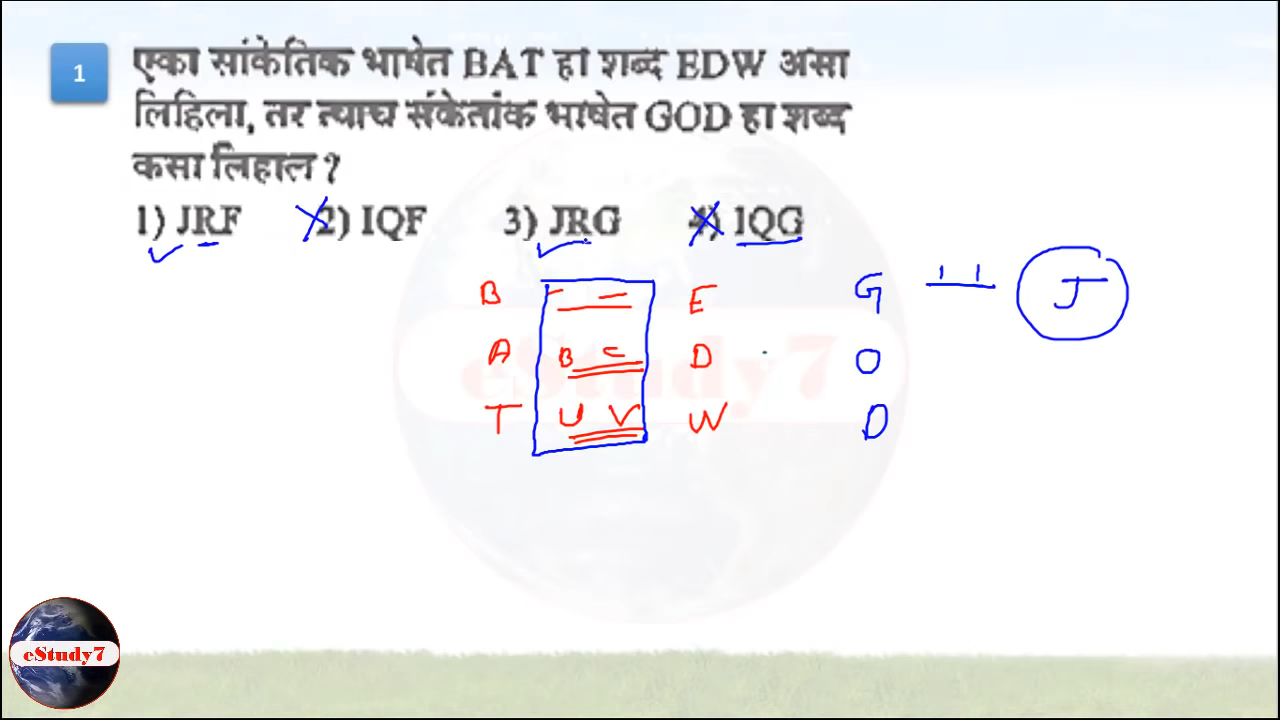 1
एका सांकेतिक भाषेत BAT हा शब्द EDW असा
लिहिला, तर त्याच संकेतांक भाषेत GOD हा शब्द
कसा लिहाल ?
1) JRF 2) IQF 3) JRG 4) IQG
B E G J
A B C D O
T U V W D
eStudy7
eStudy7